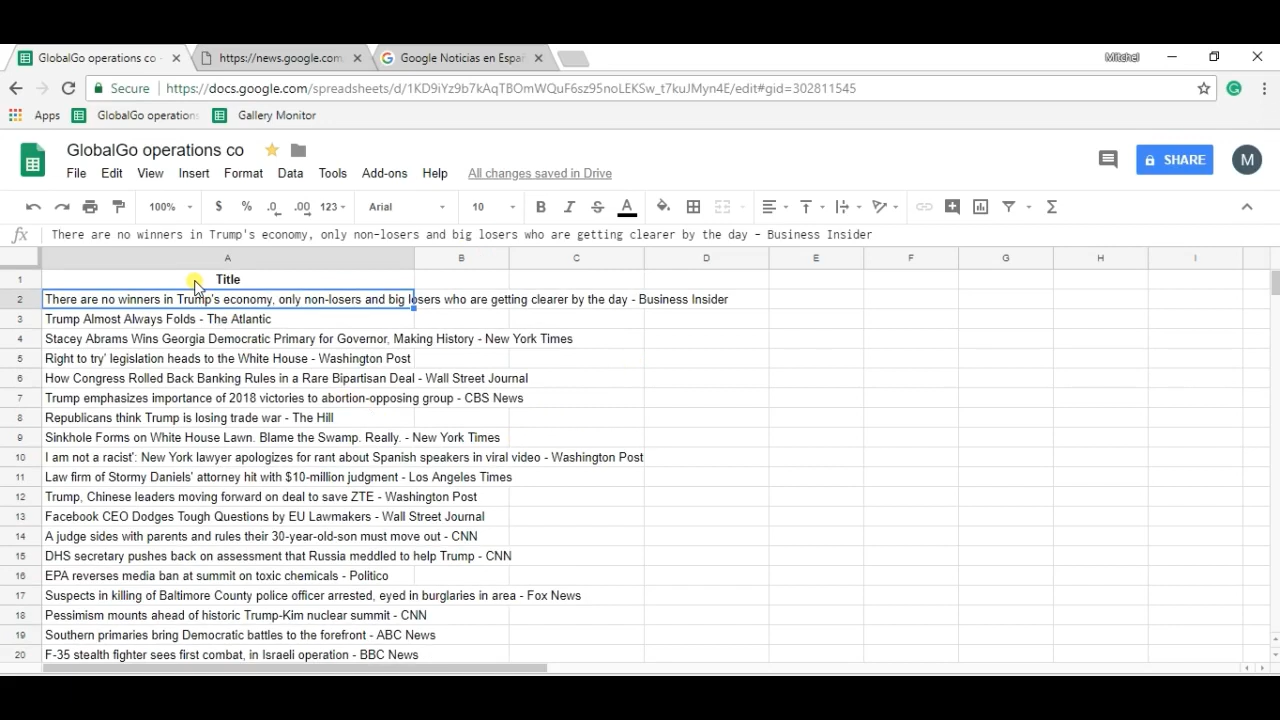 GlobalGo operations co
https://news.google.com
Google Noticias en Espa
Mitchel
Secure https://docs.google.com/spreadsheets/d/1KD9iYz9b7kAqTBOmWQuF6sz95noLEKSw_t7kuJMyn4E/edit#gid=302811545
Apps GlobalGo operation Gallery Monitor
GlobalGo operations co
File Edit View Insert Format Data Tools Add-ons Help All changes saved in Drive
SHARE M
100% $ % .0 .00 123 Arial 10 B I S A Σ
fx There are no winners in Trump's economy, only non-losers and big losers who are getting clearer by the day - Business Insider
A B C D E F G H I
1 Title
2 There are no winners in Trump's economy, only non-losers and big losers who are getting clearer by the day - Business Insider
3 Trump Almost Always Folds - The Atlantic
4 Stacey Abrams Wins Georgia Democratic Primary for Governor, Making History - New York Times
5 Right to try' legislation heads to the White House - Washington Post
6 How Congress Rolled Back Banking Rules in a Rare Bipartisan Deal - Wall Street Journal
7 Trump emphasizes importance of 2018 victories to abortion-opposing group - CBS News
8 Republicans think Trump is losing trade war - The Hill
9 Sinkhole Forms on White House Lawn. Blame the Swamp. Really. - New York Times
10 I am not a racist': New York lawyer apologizes for rant about Spanish speakers in viral video - Washington Post
11 Law firm of Stormy Daniels' attorney hit with $10-million judgment - Los Angeles Times
12 Trump, Chinese leaders moving forward on deal to save ZTE - Washington Post
13 Facebook CEO Dodges Tough Questions by EU Lawmakers - Wall Street Journal
14 A judge sides with parents and rules their 30-year-old-son must move out - CNN
15 DHS secretary pushes back on assessment that Russia meddled to help Trump - CNN
16 EPA reverses media ban at summit on toxic chemicals - Politico
17 Suspects in killing of Baltimore County police officer arrested, eyed in burglaries in area - Fox News
18 Pessimism mounts ahead of historic Trump-Kim nuclear summit - CNN
19 Southern primaries bring Democratic battles to the forefront - ABC News
20 F-35 stealth fighter sees first combat, in Israeli operation - BBC News